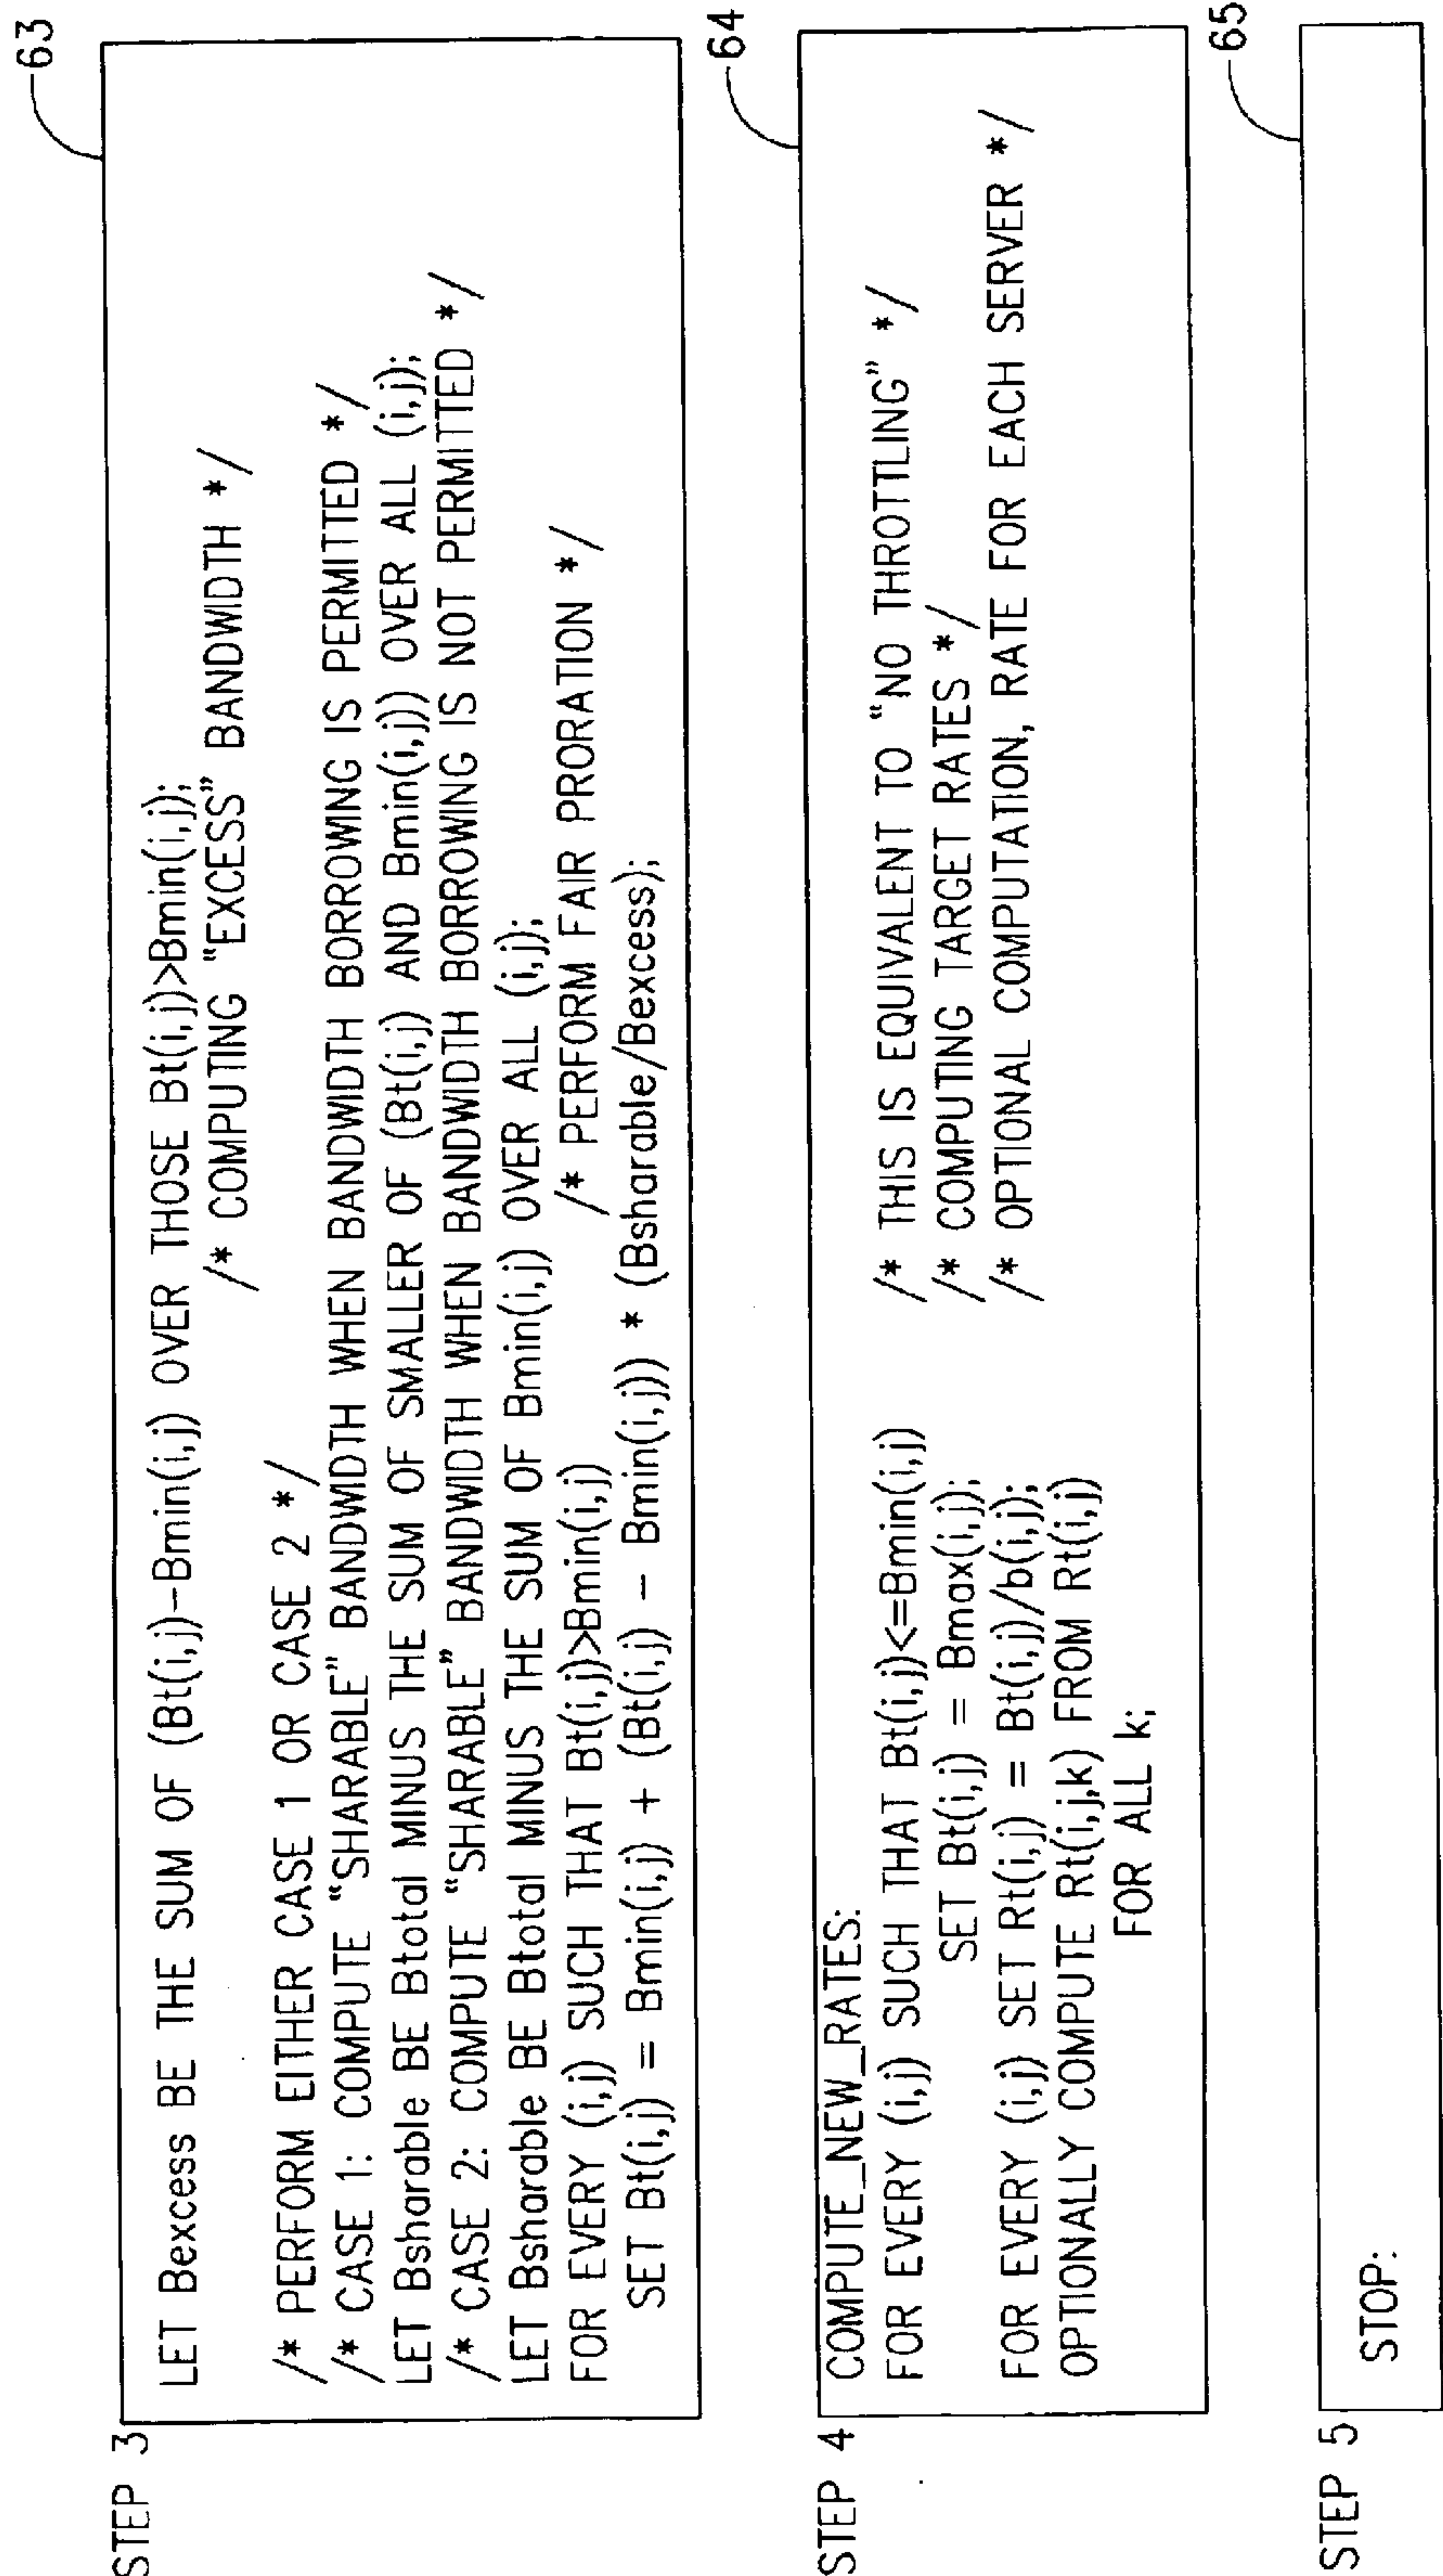 STEP 3
63
LET Bexcess BE THE SUM OF (Bt(i,j)-Bmin(i,j) OVER THOSE Bt(i,j)>Bmin(i,j);
/* COMPUTING "EXCESS" BANDWIDTH */
/* PERFORM EITHER CASE 1 OR CASE 2 */
/* CASE 1: COMPUTE "SHARABLE" BANDWIDTH WHEN BANDWIDTH BORROWING IS PERMITTED */
LET Bsharable BE Btotal MINUS THE SUM OF SMALLER OF (Bt(i,j) AND Bmin(i,j)) OVER ALL (i,j);
/* CASE 2: COMPUTE "SHARABLE" BANDWIDTH WHEN BANDWIDTH BORROWING IS NOT PERMITTED */
LET Bsharable BE Btotal MINUS THE SUM OF Bmin(i,j) OVER ALL (i,j);
FOR EVERY (i,j) SUCH THAT Bt(i,j)>Bmin(i,j) /* PERFORM FAIR PRORATION */
SET Bt(i,j) = Bmin(i,j) + (Bt(i,j) - Bmin(i,j)) * (Bsharable/Bexcess);
STEP 4
64
COMPUTE_NEW_RATES:
FOR EVERY (i,j) SUCH THAT Bt(i,j)<=Bmin(i,j) /* THIS IS EQUIVALENT TO "NO THROTTLING" */
SET Bt(i,j) = Bmax(i,j); /* COMPUTING TARGET RATES */
FOR EVERY (i,j) SET Rt(i,j) = Bt(i,j)/b(i,j); /* OPTIONAL COMPUTATION, RATE FOR EACH SERVER */
OPTIONALLY COMPUTE Rt(i,j,k) FROM Rt(i,j)
FOR ALL k;
STEP 5
65
STOP: